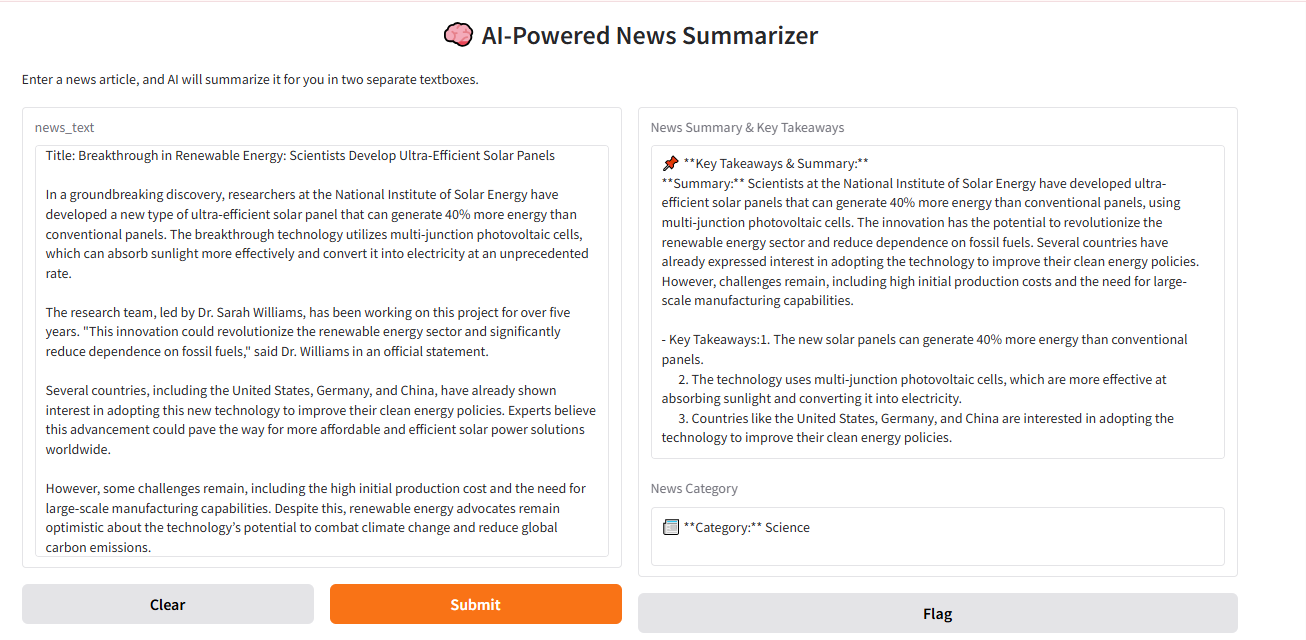 AI-Powered News Summarizer
Enter a news article, and AI will summarize it for you in two separate textboxes.
news_text
Title: Breakthrough in Renewable Energy: Scientists Develop Ultra-Efficient Solar Panels
In a groundbreaking discovery, researchers at the National Institute of Solar Energy have
developed a new type of ultra-efficient solar panel that can generate 40% more energy than
conventional panels. The breakthrough technology utilizes multi-junction photovoltaic cells,
which can absorb sunlight more effectively and convert it into electricity at an unprecedented
rate.
The research team, led by Dr. Sarah Williams, has been working on this project for over five
years. "This innovation could revolutionize the renewable energy sector and significantly
reduce dependence on fossil fuels," said Dr. Williams in an official statement.
Several countries, including the United States, Germany, and China, have already shown
interest in adopting this new technology to improve their clean energy policies. Experts believe
this advancement could pave the way for more affordable and efficient solar power solutions
worldwide.
However, some challenges remain, including the high initial production cost and the need for
large-scale manufacturing capabilities. Despite this, renewable energy advocates remain
optimistic about the technology’s potential to combat climate change and reduce global
carbon emissions.
Clear
Submit
News Summary & Key Takeaways
📌 **Key Takeaways & Summary:**
**Summary:** Scientists at the National Institute of Solar Energy have developed ultra-
efficient solar panels that can generate 40% more energy than conventional panels, using
multi-junction photovoltaic cells. The innovation has the potential to revolutionize the
renewable energy sector and reduce dependence on fossil fuels. Several countries have
already expressed interest in adopting the technology to improve their clean energy policies.
However, challenges remain, including high initial production costs and the need for large-
scale manufacturing capabilities.
- Key Takeaways:1. The new solar panels can generate 40% more energy than conventional
panels.
2. The technology uses multi-junction photovoltaic cells, which are more effective at
absorbing sunlight and converting it into electricity.
3. Countries like the United States, Germany, and China are interested in adopting the
technology to improve their clean energy policies.
News Category
📰 **Category:** Science
Flag